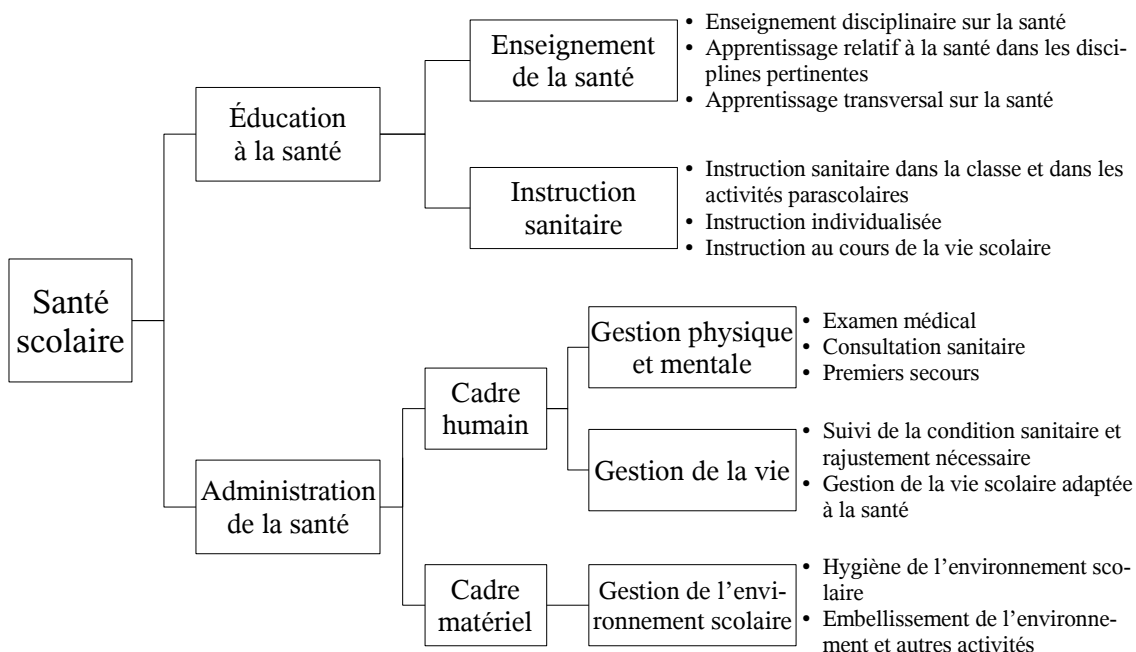 Enseignement
de la santé
• Enseignement disciplinaire sur la santé
• Apprentissage relatif à la santé dans les disci-
plines pertinentes
• Apprentissage transversal sur la santé
Éducation
à la santé
Instruction
sanitaire
• Instruction sanitaire dans la classe et dans les
activités parascolaires
• Instruction individualisée
• Instruction au cours de la vie scolaire
Santé
scolaire
Gestion physique
et mentale
• Examen médical
• Consultation sanitaire
• Premiers secours
Cadre
humain
Gestion de la vie
• Suivi de la condition sanitaire et
rajustement nécessaire
• Gestion de la vie scolaire adaptée
à la santé
Administration
de la santé
Cadre
matériel
Gestion de l’envi-
ronnement scolaire
• Hygiène de l’environnement sco-
laire
• Embellissement de l’environne-
ment et autres activités